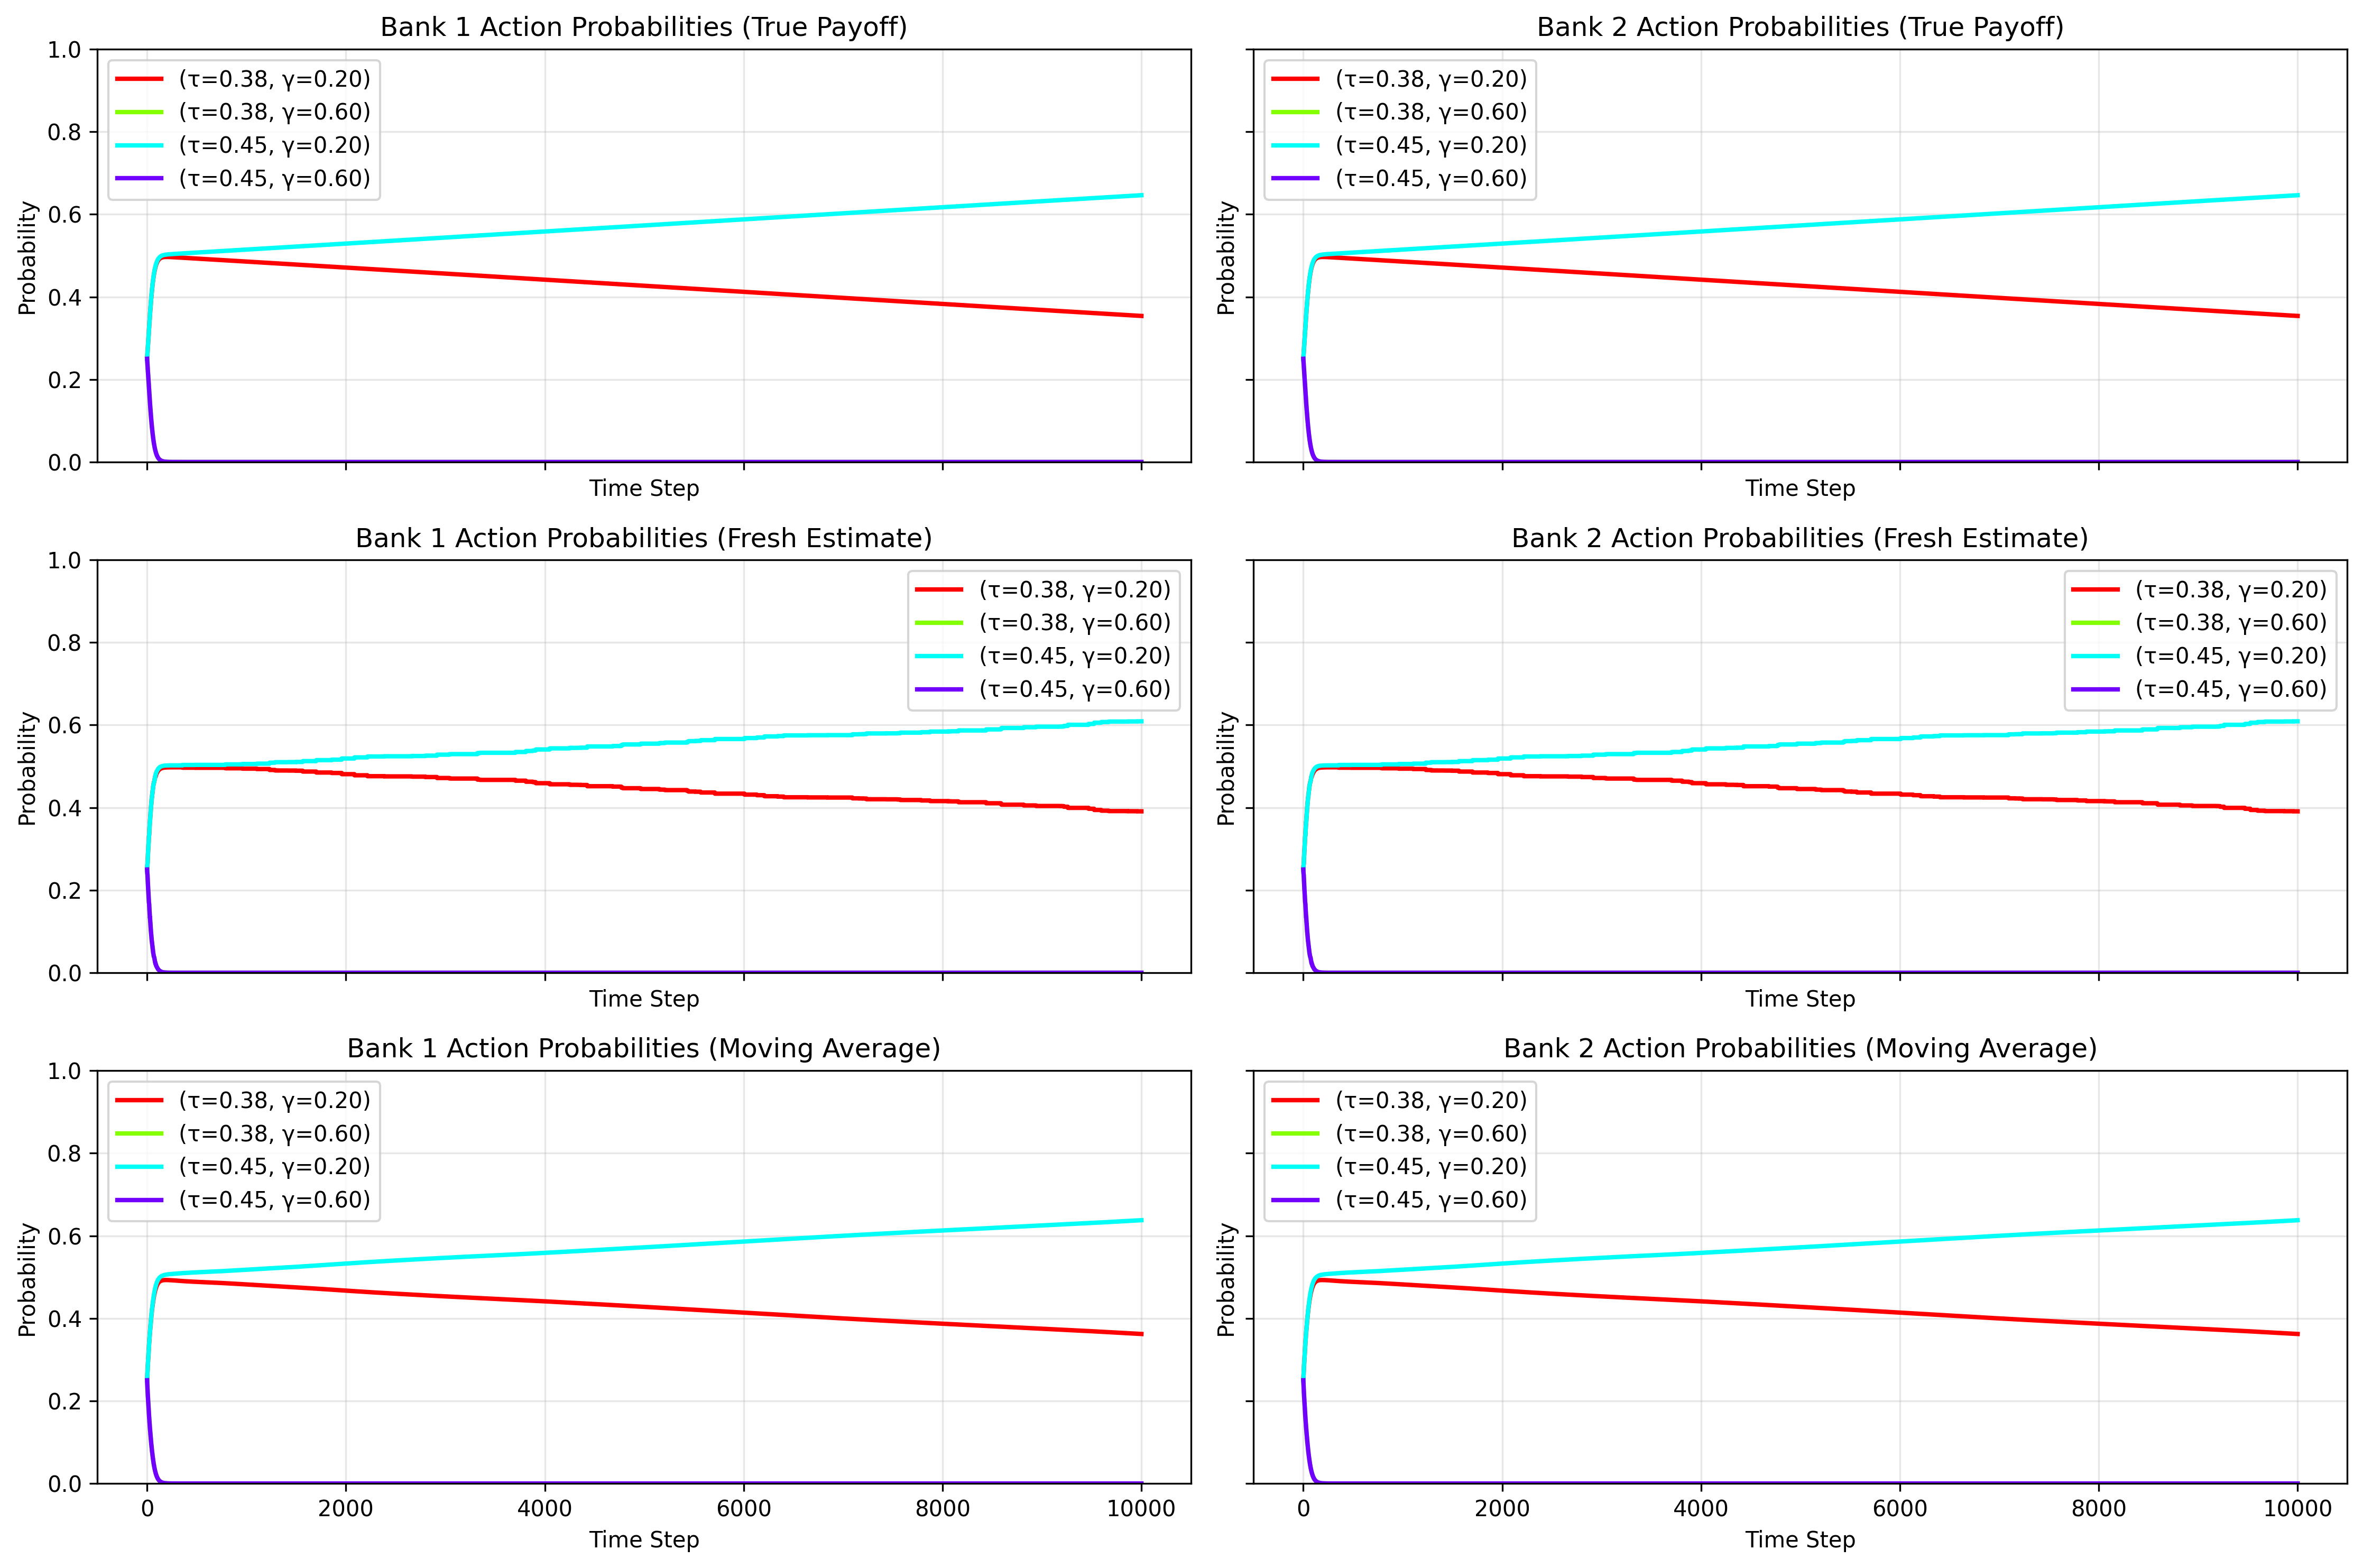 Bank 1 Action Probabilities (True Payoff)
1.0
0.8
0.6
0.4
0.2
0.0
Probability
(τ=0.38, γ=0.20)
(τ=0.38, γ=0.60)
(τ=0.45, γ=0.20)
(τ=0.45, γ=0.60)
Time Step
Bank 2 Action Probabilities (True Payoff)
Probability
(τ=0.38, γ=0.20)
(τ=0.38, γ=0.60)
(τ=0.45, γ=0.20)
(τ=0.45, γ=0.60)
Time Step
Bank 1 Action Probabilities (Fresh Estimate)
1.0
0.8
0.6
0.4
0.2
0.0
Probability
(τ=0.38, γ=0.20)
(τ=0.38, γ=0.60)
(τ=0.45, γ=0.20)
(τ=0.45, γ=0.60)
Time Step
Bank 2 Action Probabilities (Fresh Estimate)
Probability
(τ=0.38, γ=0.20)
(τ=0.38, γ=0.60)
(τ=0.45, γ=0.20)
(τ=0.45, γ=0.60)
Time Step
Bank 1 Action Probabilities (Moving Average)
1.0
0.8
0.6
0.4
0.2
0.0
Probability
(τ=0.38, γ=0.20)
(τ=0.38, γ=0.60)
(τ=0.45, γ=0.20)
(τ=0.45, γ=0.60)
0 2000 4000 6000 8000 10000
Time Step
Bank 2 Action Probabilities (Moving Average)
Probability
(τ=0.38, γ=0.20)
(τ=0.38, γ=0.60)
(τ=0.45, γ=0.20)
(τ=0.45, γ=0.60)
0 2000 4000 6000 8000 10000
Time Step